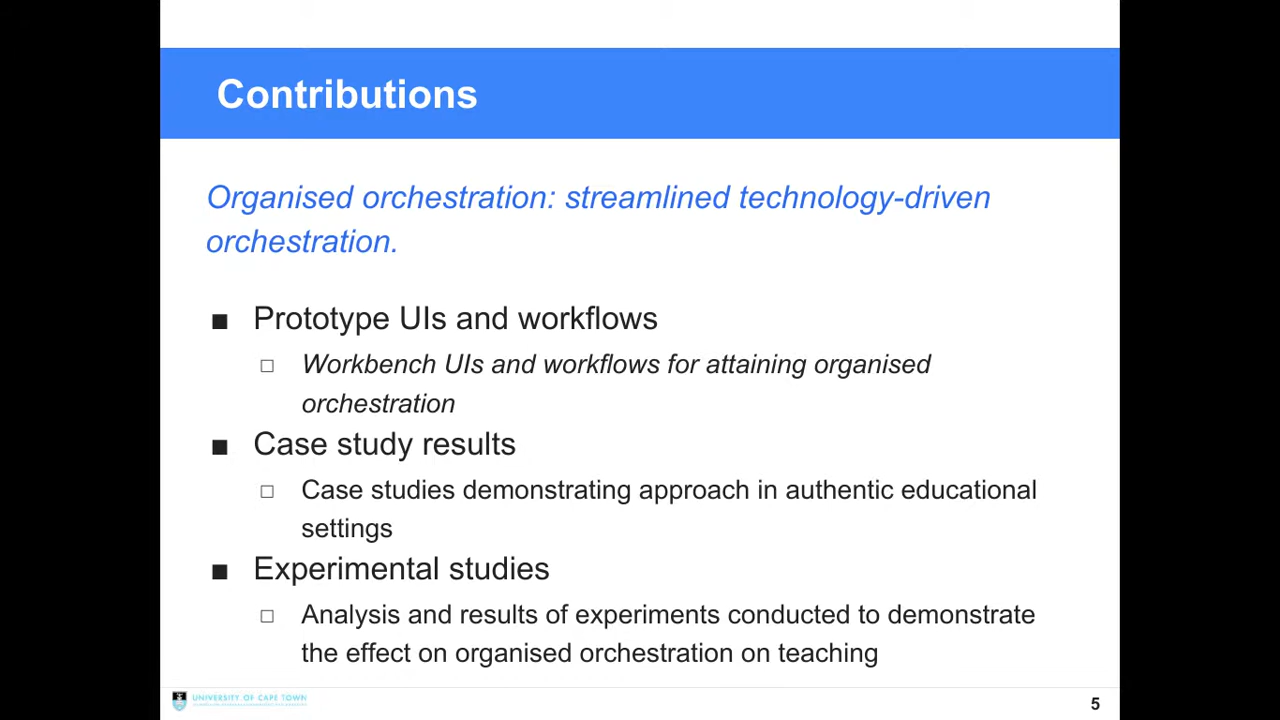 Contributions
Organised orchestration: streamlined technology-driven
orchestration.
■ Prototype UIs and workflows
□ Workbench UIs and workflows for attaining organised
orchestration
■ Case study results
□ Case studies demonstrating approach in authentic educational
settings
■ Experimental studies
□ Analysis and results of experiments conducted to demonstrate
the effect on organised orchestration on teaching
UNIVERSITY OF CAPE TOWN
5